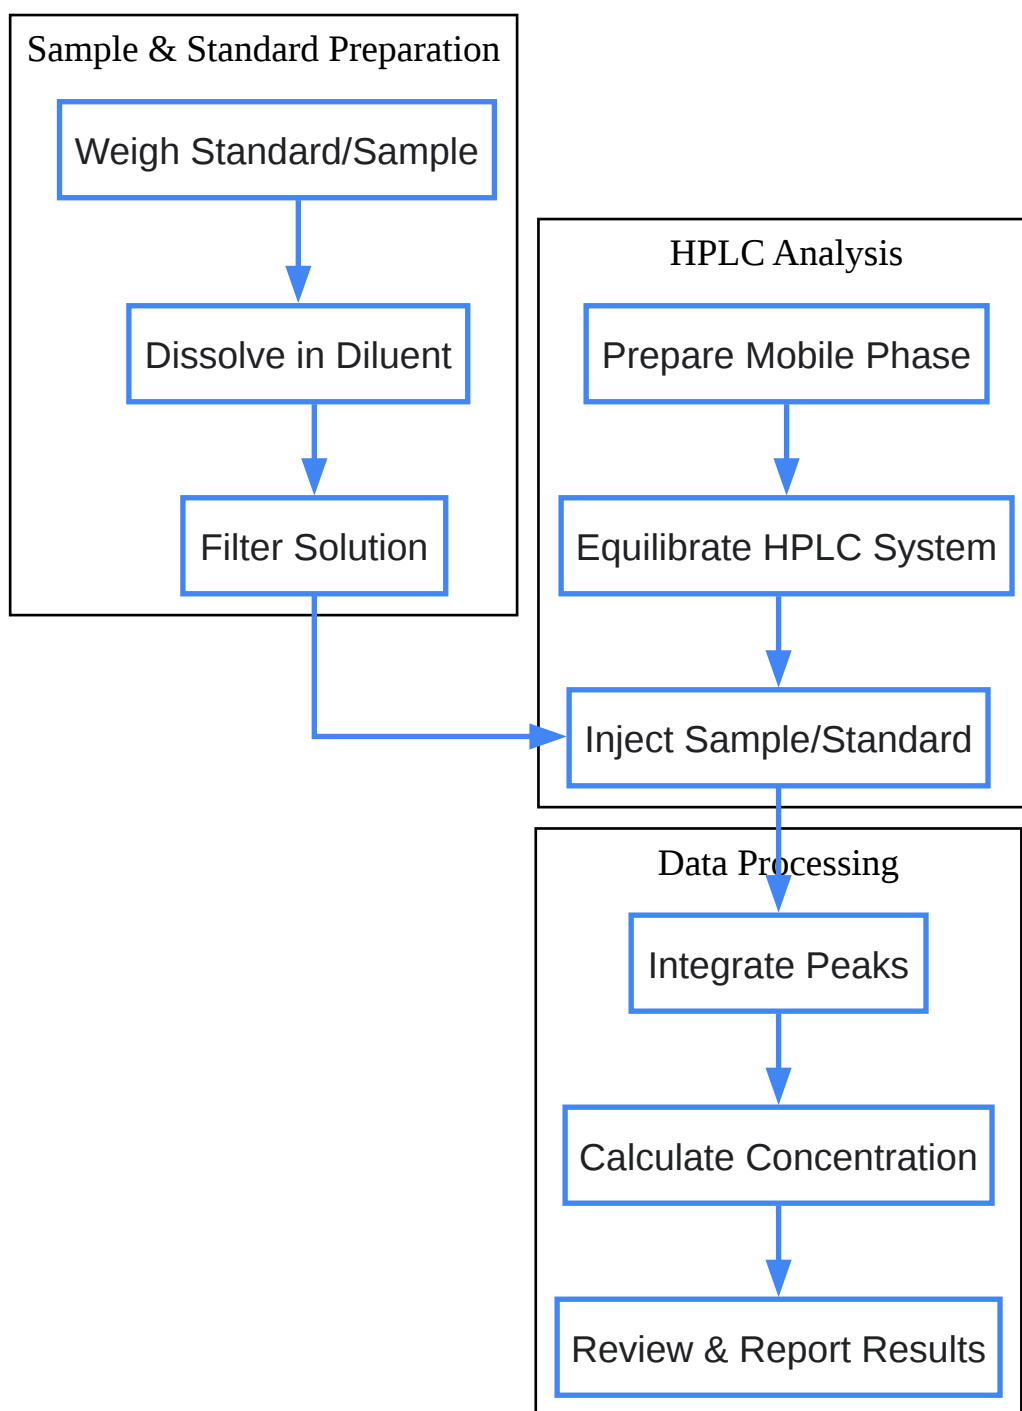 Sample & Standard Preparation
Weigh Standard/Sample
Dissolve in Diluent
Filter Solution
HPLC Analysis
Prepare Mobile Phase
Equilibrate HPLC System
Inject Sample/Standard
Data Processing
Integrate Peaks
Calculate Concentration
Review & Report Results